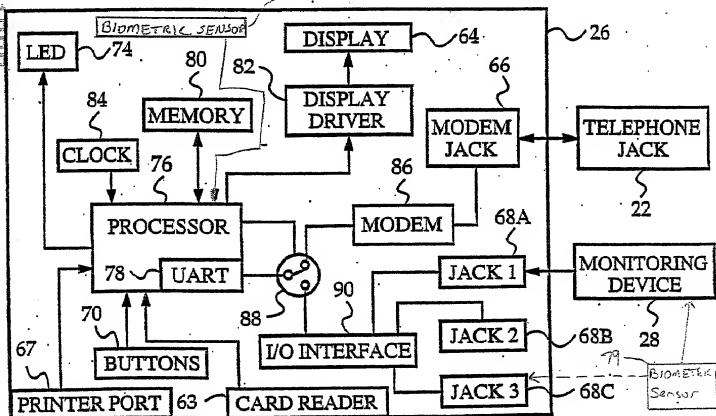 BIOMETRIC SENSOR
LED
74
DISPLAY
64
26
80
82
66
84
MEMORY
DISPLAY DRIVER
MODEM JACK
TELEPHONE JACK
22
CLOCK
76
86
PROCESSOR
MODEM
68A
78
UART
JACK 1
MONITORING DEVICE
28
88
90
70
BUTTONS
I/O INTERFACE
JACK 2
68B
79
67
BIOMETRIC
Sensor
PRINTER PORT
63
CARD READER
JACK 3
68C